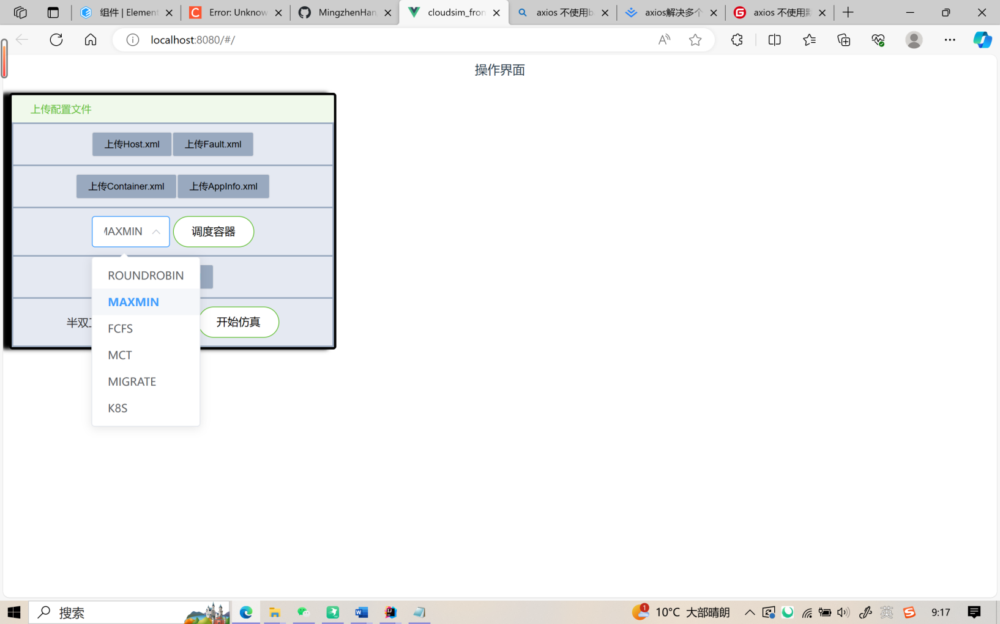 组件 | Element
Error: Unknow
MingzhenHan
cloudsim_fron
axios 不使用b
axios解决多个
axios 不使用默
localhost:8080/#/
操作界面
上传配置文件
上传Host.xml
上传Fault.xml
上传Container.xml
上传AppInfo.xml
MAXMIN
调度容器
ROUNDROBIN
MAXMIN
FCFS
MCT
MIGRATE
K8S
半双工
开始仿真
搜索
1
10°C 大部晴朗
英
9:17